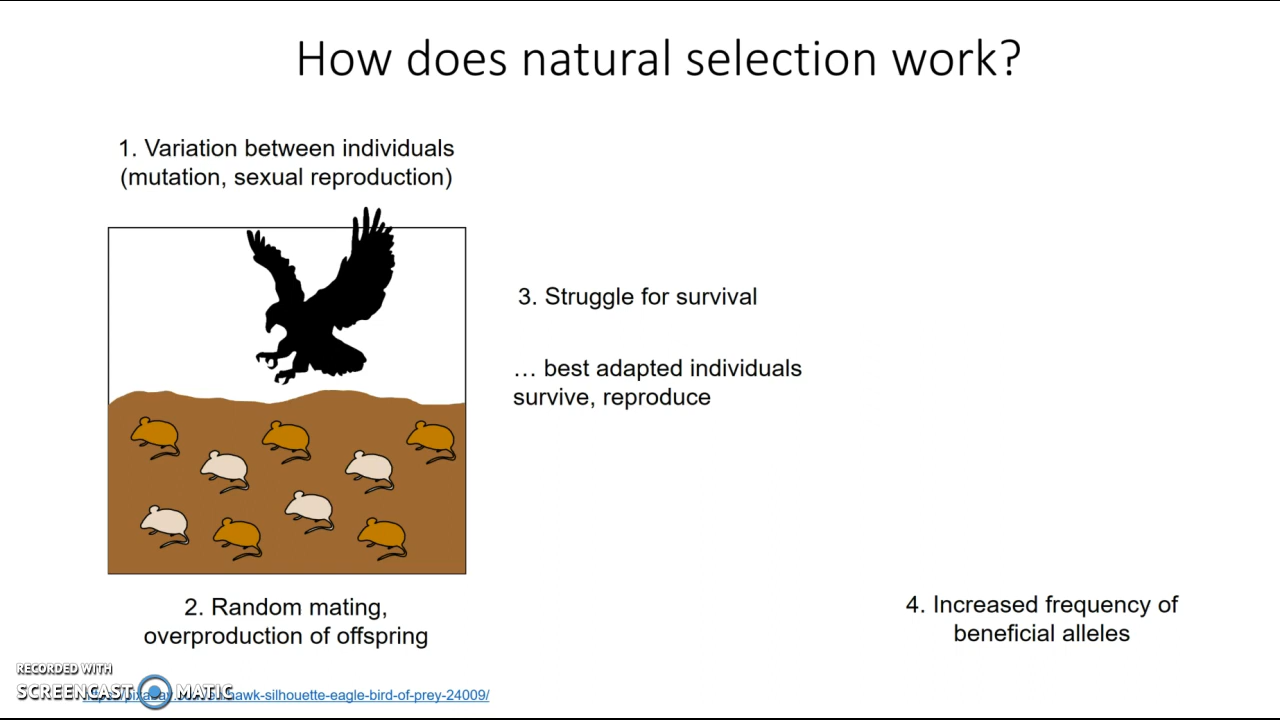 How does natural selection work?
1. Variation between individuals
(mutation, sexual reproduction)
3. Struggle for survival
… best adapted individuals
survive, reproduce
2. Random mating,
overproduction of offspring
4. Increased frequency of
beneficial alleles
RECORDED WITH
SCREENCAST MATIC
hawk-silhouette-eagle-bird-of-prey-24009/